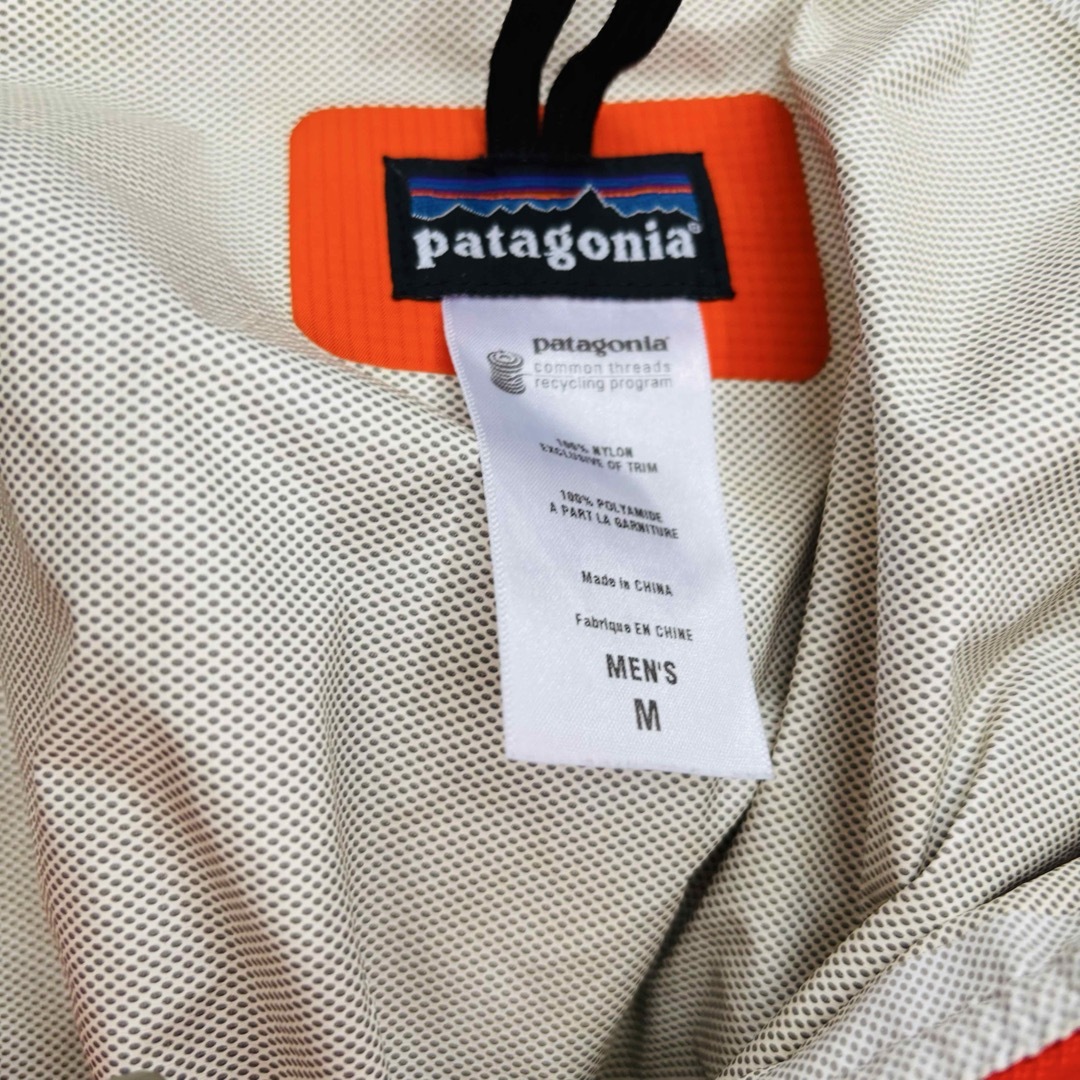 patagonia®
patagonia®
common threads
recycling program
100% NYLON
EXCLUSIVE OF TRIM
100% POLYAMIDE
A PART LA GARNITURE
Made in CHINA
Fabrique EN CHINE
MEN'S
M